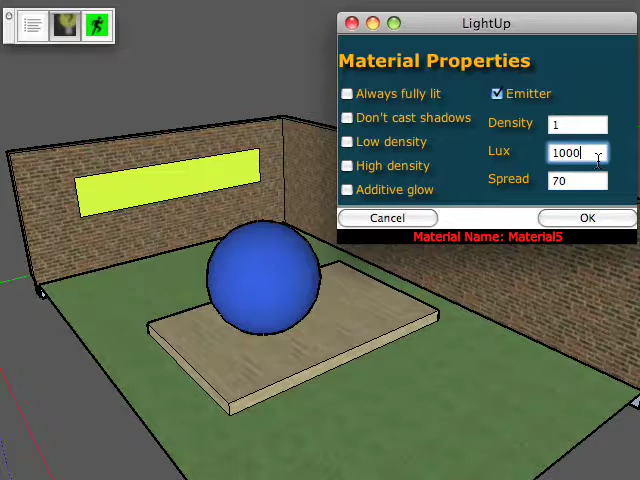 LightUp
Material Properties
Always fully lit
Emitter
Don't cast shadows
Density 1
Low density
Lux 1000
High density
Spread 70
Additive glow
Cancel OK
Material Name: Material5